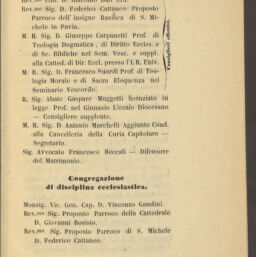 Rev.mo Sig. D. Federico Cattaneo Proposto
Parroco dell'insigne Basilica di S. Mi-
chele in Pavia.
M. R. Sig. D. Giuseppe Carpanetti Prof. di
Teologia Dogmatica, di Diritto Eccles. e
di Sc. Bibliche nel Sem. Vesc. e suppl.
alla Catted. di Dir. Eccl. presso l'I. R. Univ.
M. R. Sig. D. Francesco Suardi Prof di Teo-
logia Morale e di Sacra Eloquenza nel
Seminario Vescovile.
R. Sig. Abate Gaspare Muggetti licenziato in
legge Prof. nel Ginnasio Liceale Diocesano
— Consigliere supplente.
M. R. Sig. D. Antonio Marchelli Aggiunto Cond.
alla Cancelleria della Curia Capitolare —
Segretario.
Sig. Avvocato Francesco Beccali — Difensore
del Matrimonio.
Consiglieri effettivi
Congregazione
di disciplina ecclesiastica.
Monsig. Vic. Gen. Cap. D. Vincenzo Gandini.
Rev.mo Sig. Proposto Parroco della Cattedrale
D. Giovanni Bosisio.
Rev.mo Sig. Proposto Parroco di S. Michele
D. Federico Cattaneo.